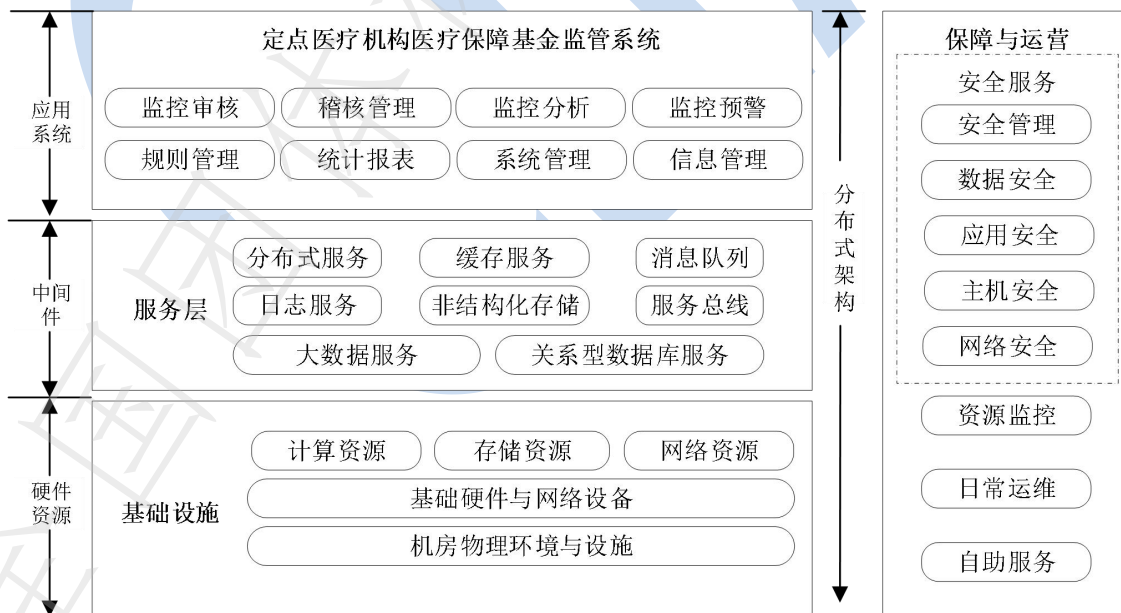 定点医疗机构医疗保障基金监管系统
应用
系统
监控审核 稽核管理 监控分析 监控预警
规则管理 统计报表 系统管理 信息管理
中间
件
服务层
分布式服务 缓存服务 消息队列
日志服务 非结构化存储 服务总线
大数据服务 关系型数据库服务
硬件
资源
基础设施
计算资源 存储资源 网络资源
基础硬件与网络设备
机房物理环境与设施
分
布
式
架
构
保障与运营
安全服务
安全管理
数据安全
应用安全
主机安全
网络安全
资源监控
日常运维
自助服务